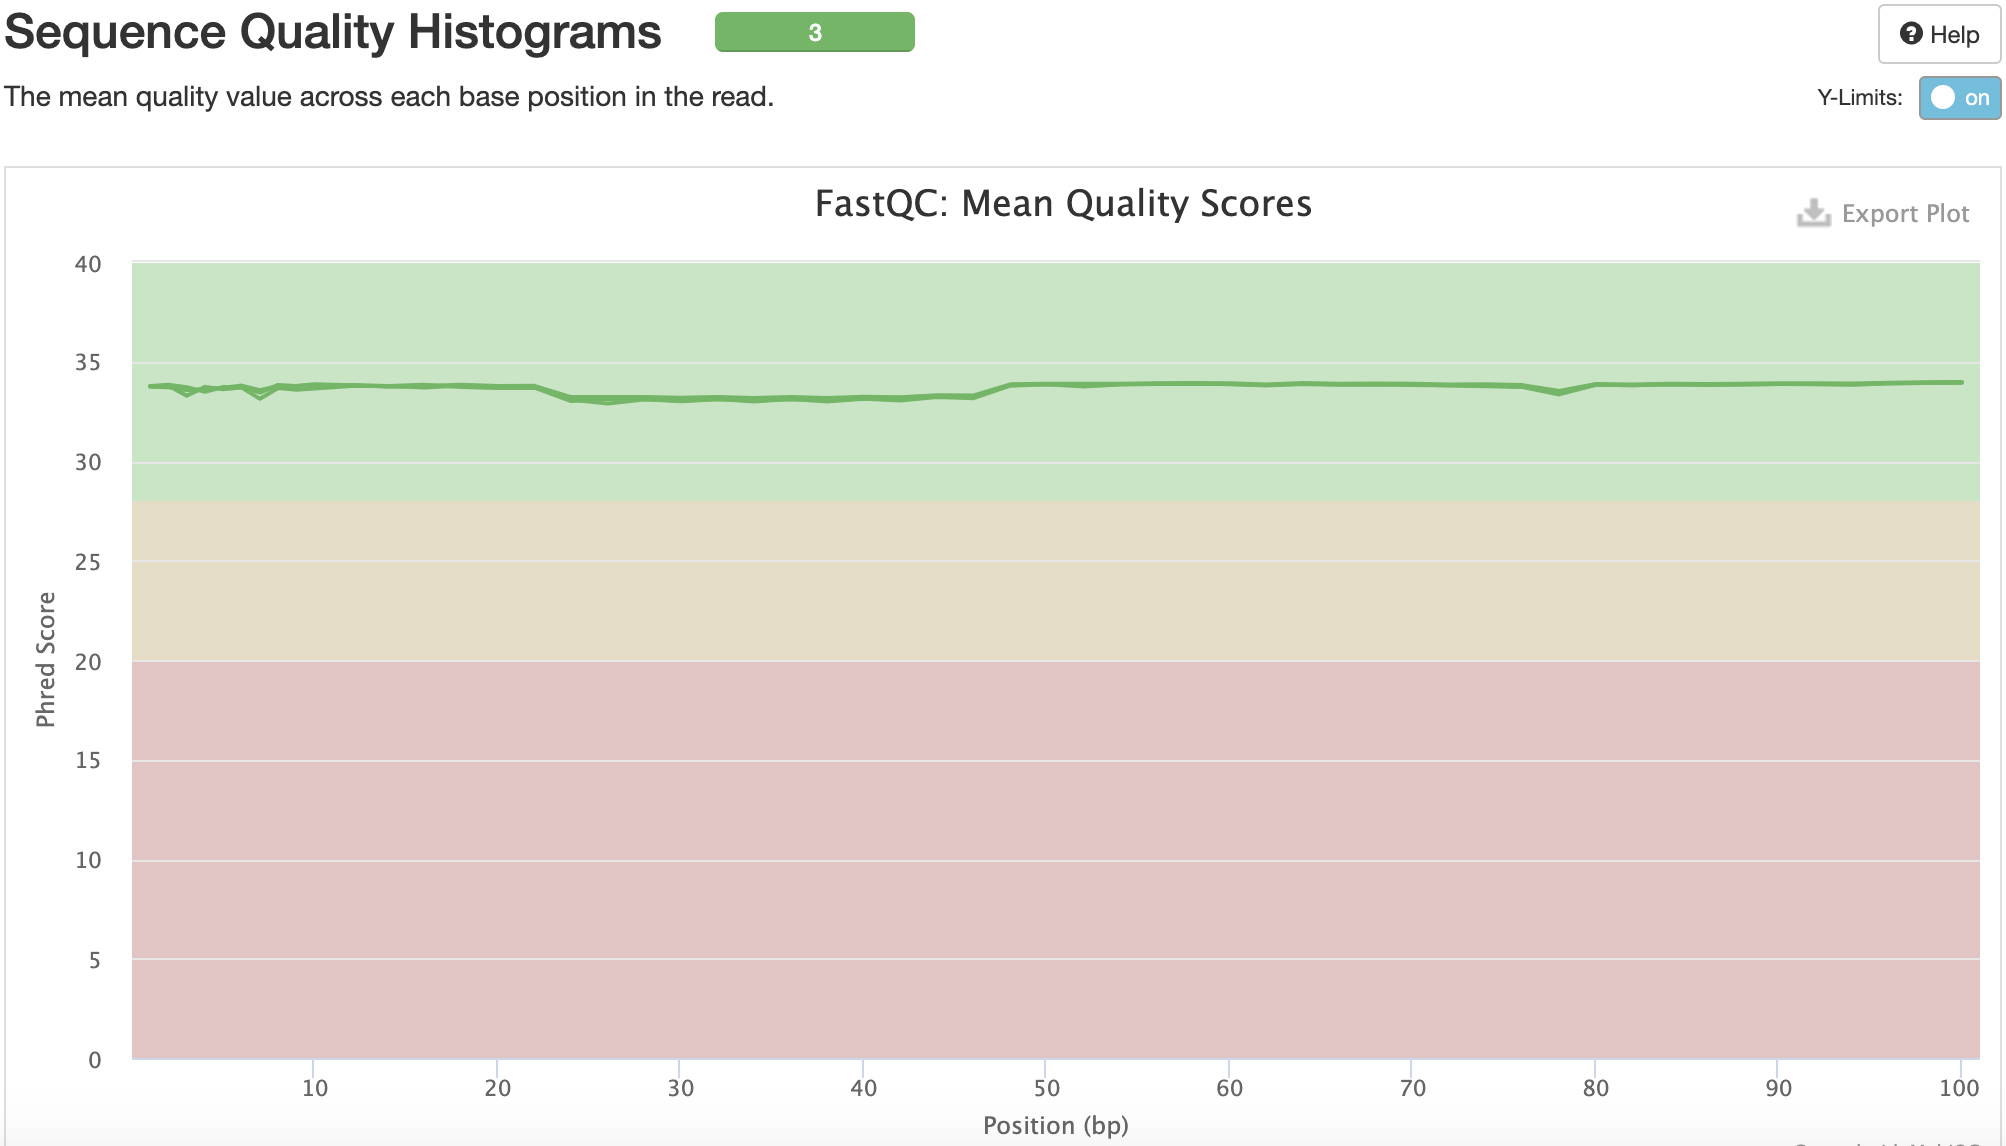 Sequence Quality Histograms
3
Help
The mean quality value across each base position in the read.
Y-Limits:
on
FastQC: Mean Quality Scores
Export Plot
40
35
30
25
20
15
10
5
0
Phred Score
10 20 30 40 50 60 70 80 90 100
Position (bp)